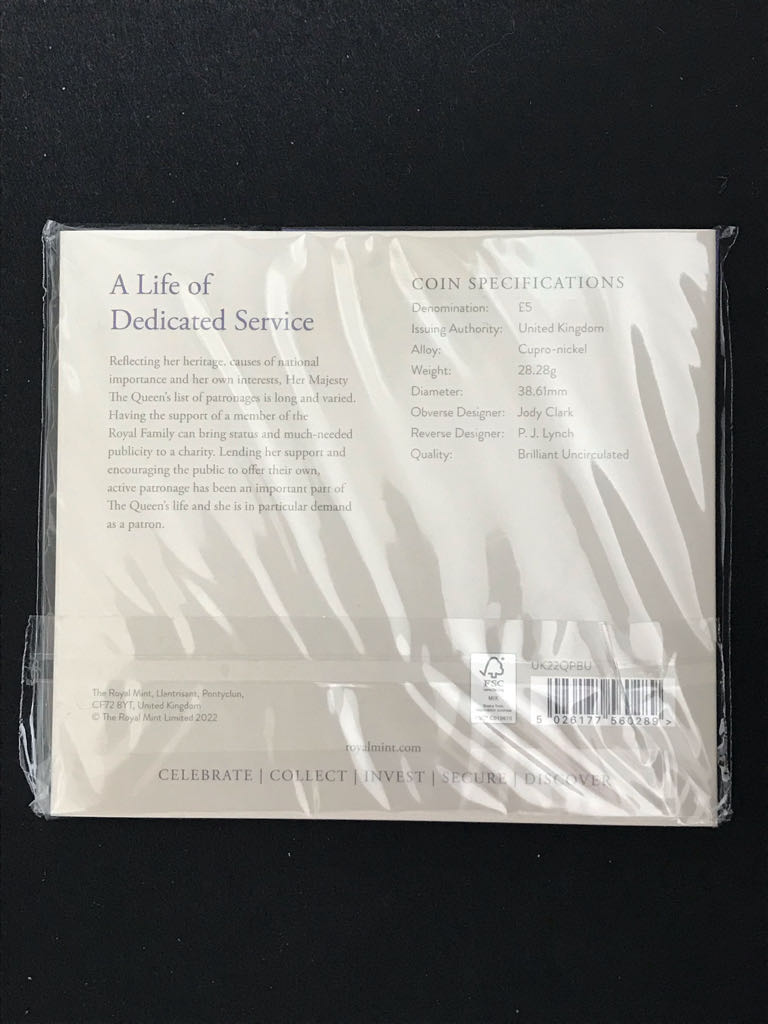 A Life of
Dedicated Service
Reflecting her heritage, causes of national
importance and her own interests, Her Majesty
The Queen's list of patronages is long and varied.
Having the support of a member of the
Royal Family can bring status and much-needed
publicity to a charity. Lending her support and
encouraging the public to offer their own,
active patronage has been an important part of
The Queen's life and she is in particular demand
as a patron.
COIN SPECIFICATIONS
Denomination: £5
Issuing Authority: United Kingdom
Alloy: Cupro-nickel
Weight: 28.28g
Diameter: 38.61mm
Obverse Designer: Jody Clark
Reverse Designer: P. J. Lynch
Quality: Brilliant Uncirculated
The Royal Mint, Llantrisant, Pontyclun,
CF72 8YT, United Kingdom
© The Royal Mint Limited 2022
FSC
MIX
UK22QPBU
5 026177 560289 >
royalmint.com
CELEBRATE | COLLECT | INVEST | SECURE | DISCOVER